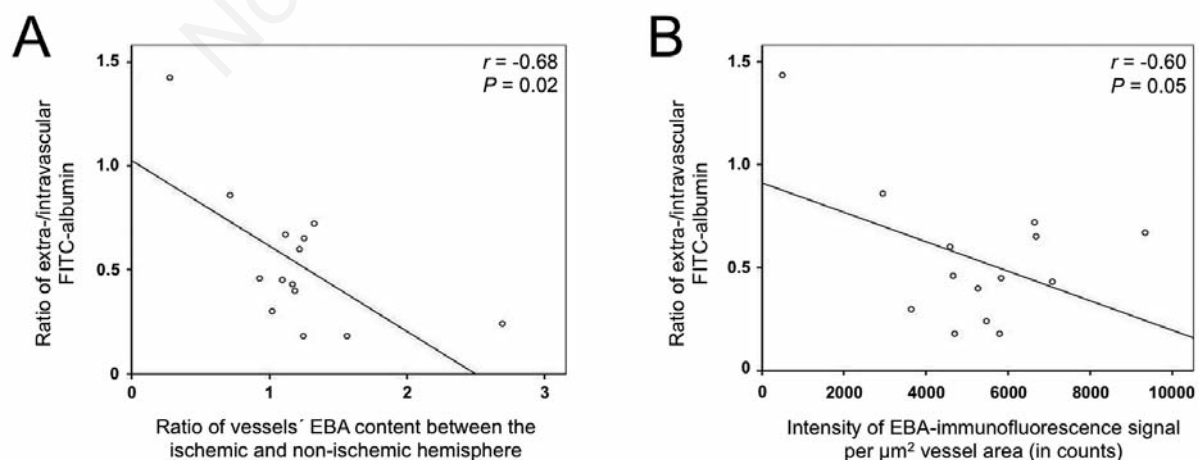 A
B
1.5
1.0
0.5
0
r = -0.68
P = 0.02
Ratio of extra-/intravascular
FITC-albumin
0
1
2
3
Ratio of vessels´ EBA content between the
ischemic and non-ischemic hemisphere
1.5
1.0
0.5
0
r = -0.60
P = 0.05
Ratio of extra-/intravascular
FITC-albumin
0
2000
4000
6000
8000
10000
Intensity of EBA-immunofluorescence signal
per µm² vessel area (in counts)